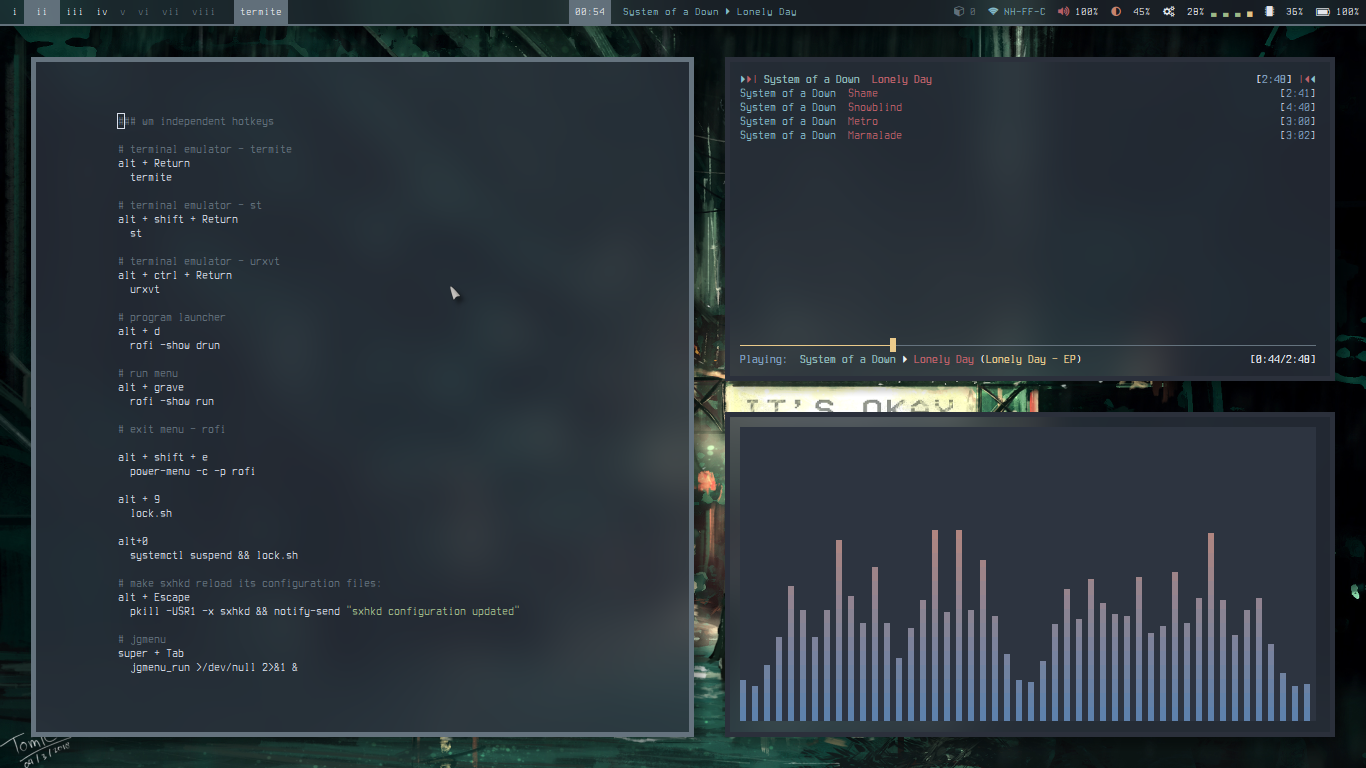 i ii iii iv v vi vii viii termite 00:54 System of a Down Lonely Day 0 NH-FF-C 100% 45% 28% 36% 100%
### wm independent hotkeys
# terminal emulator - termite
alt + Return
termite
# terminal emulator - st
alt + shift + Return
st
# terminal emulator - urxvt
alt + ctrl + Return
urxvt
# program launcher
alt + d
rofi -show drun
# run menu
alt + grave
rofi -show run
# exit menu - rofi
alt + shift + e
power-menu -c -p rofi
alt + 9
lock.sh
alt+0
systemctl suspend && lock.sh
# make sxhkd reload its configuration files:
alt + Escape
pkill -USR1 -x sxhkd && notify-send "sxhkd configuration updated"
# jgmenu
super + Tab
jgmenu_run >/dev/null 2>&1 &
System of a Down Lonely Day [2:48]
System of a Down Shame [2:41]
System of a Down Snowblind [4:40]
System of a Down Metro [3:00]
System of a Down Marmalade [3:02]
Playing: System of a Down Lonely Day (Lonely Day - EP) [0:44/2:48]
IT'S OKAY